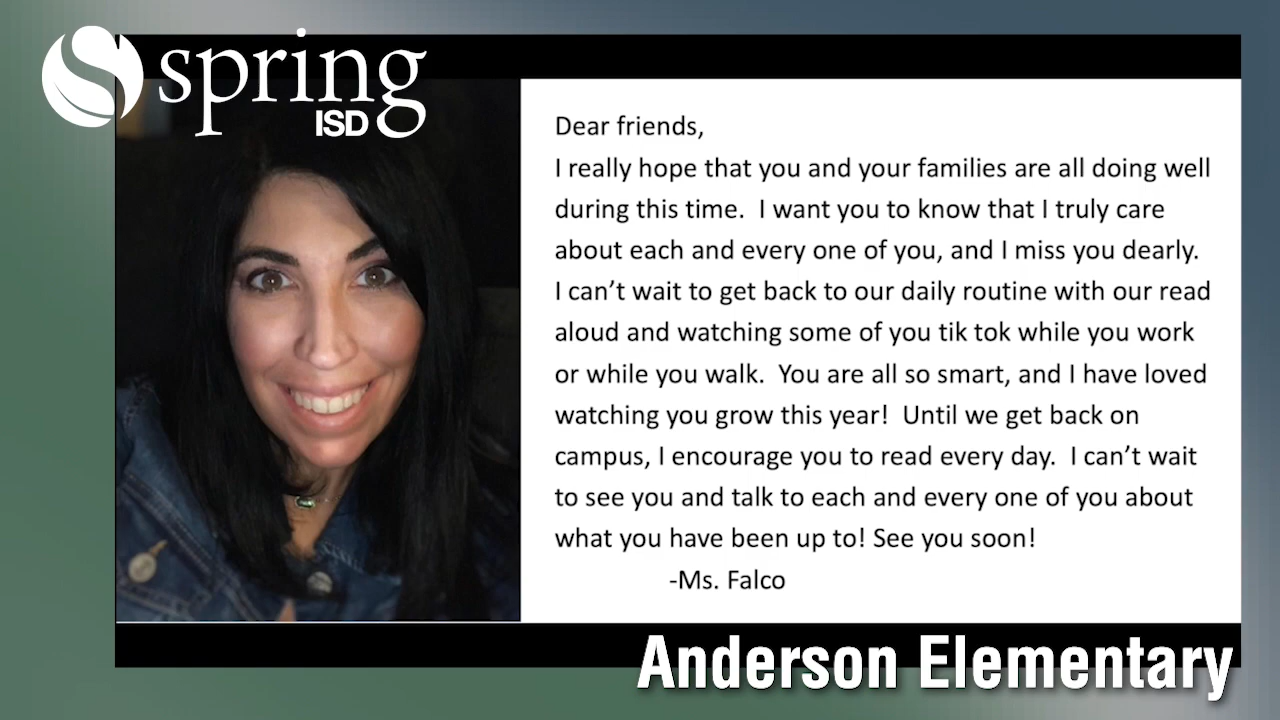 spring
ISD
Dear friends,
I really hope that you and your families are all doing well
during this time.  I want you to know that I truly care
about each and every one of you, and I miss you dearly.
I can’t wait to get back to our daily routine with our read
aloud and watching some of you tik tok while you work
or while you walk.  You are all so smart, and I have loved
watching you grow this year!  Until we get back on
campus, I encourage you to read every day.  I can’t wait
to see you and talk to each and every one of you about
what you have been up to! See you soon!
-Ms. Falco
Anderson Elementary